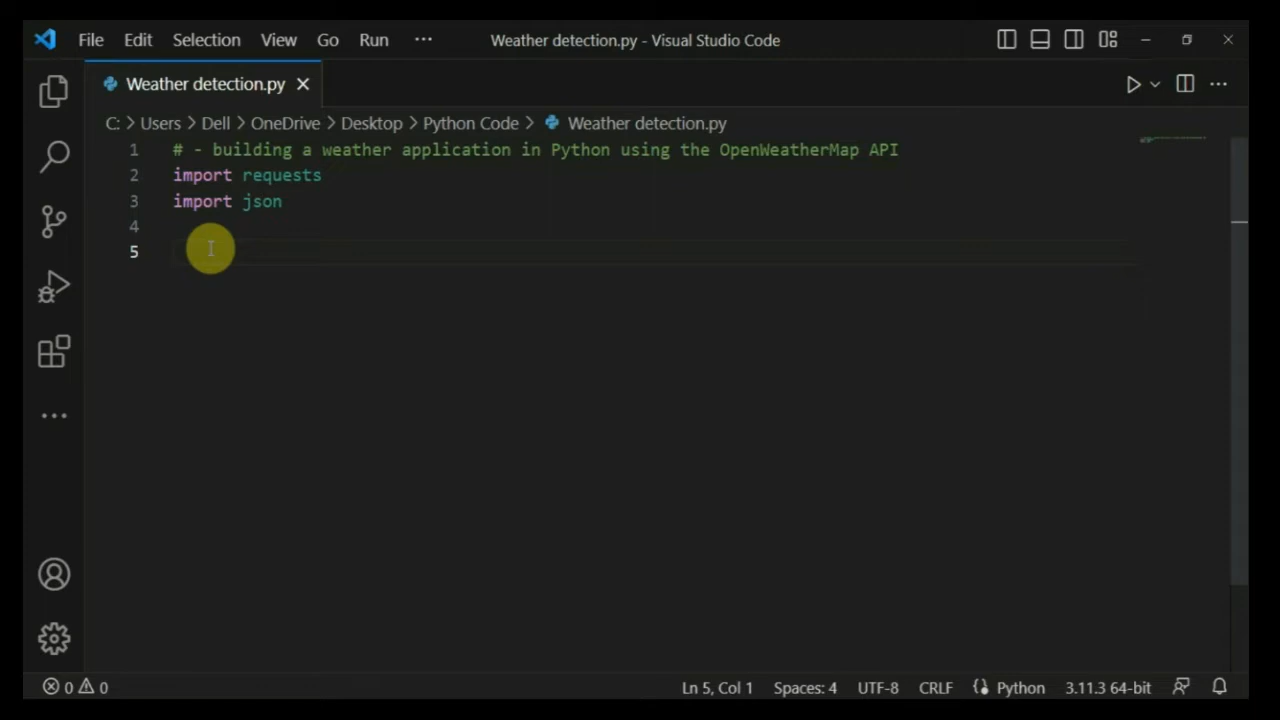 File Edit Selection View Go Run ··· Weather detection.py - Visual Studio Code
Weather detection.py
C: > Users > Dell > OneDrive > Desktop > Python Code > Weather detection.py
1 # - building a weather application in Python using the OpenWeatherMap API
2 import requests
3 import json
4
5
0 0 Ln 5, Col 1 Spaces: 4 UTF-8 CRLF Python 3.11.3 64-bit